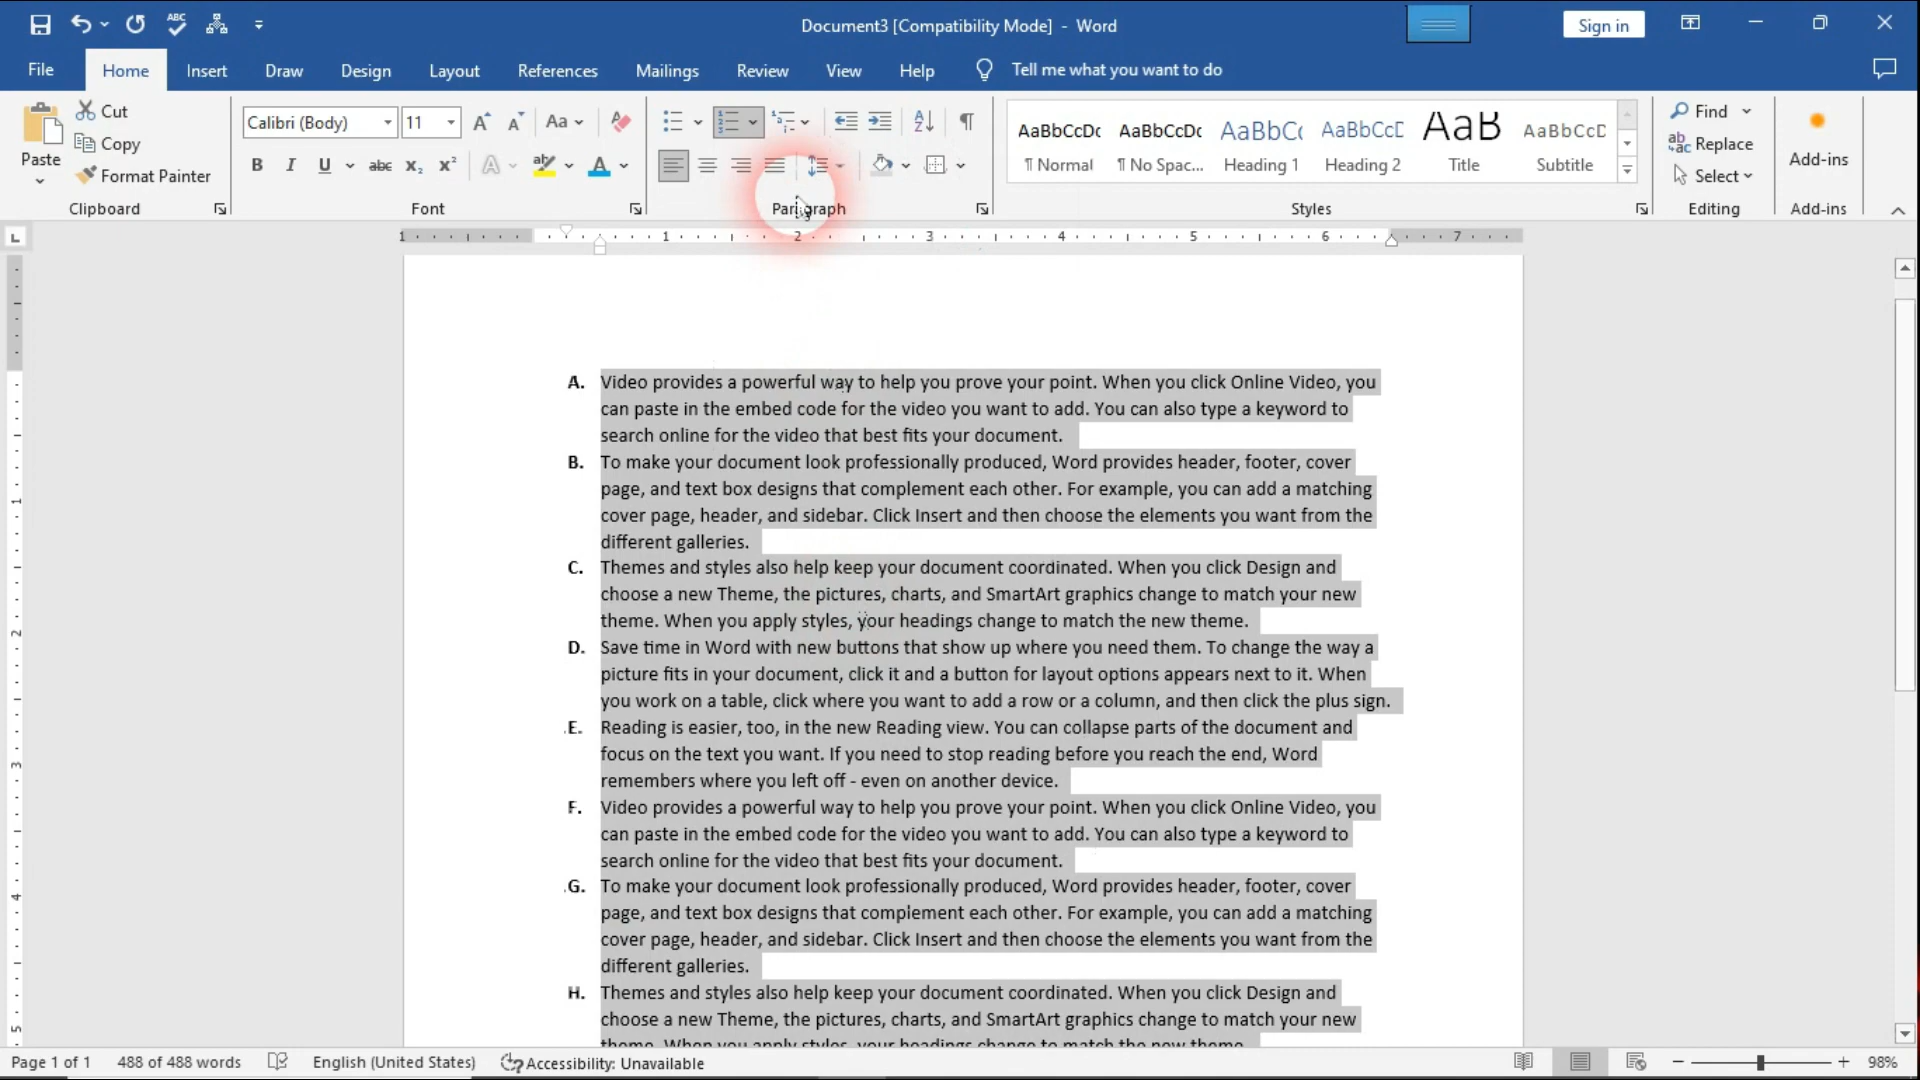 ABC
Document3 [Compatibility Mode] - Word
Sign in
File Home Insert Draw Design Layout References Mailings Review View Help Tell me what you want to do
Paste
Cut
Copy
Format Painter
Clipboard
Calibri (Body) 11 A A Aa A
B I U abc X₂ X² A ab A
Font
Paragraph
AaBbCcDc AaBbCcDc AaBbC AaBbCcD AaB AaBbCcD
¶ Normal ¶ No Spac... Heading 1 Heading 2 Title Subtitle
Styles
Find
Replace
Select
Editing
Add-ins
Add-ins
1 1 2 3 4 5 6 7
A. Video provides a powerful way to help you prove your point. When you click Online Video, you
can paste in the embed code for the video you want to add. You can also type a keyword to
search online for the video that best fits your document.
B. To make your document look professionally produced, Word provides header, footer, cover
page, and text box designs that complement each other. For example, you can add a matching
cover page, header, and sidebar. Click Insert and then choose the elements you want from the
different galleries.
C. Themes and styles also help keep your document coordinated. When you click Design and
choose a new Theme, the pictures, charts, and SmartArt graphics change to match your new
theme. When you apply styles, your headings change to match the new theme.
D. Save time in Word with new buttons that show up where you need them. To change the way a
picture fits in your document, click it and a button for layout options appears next to it. When
you work on a table, click where you want to add a row or a column, and then click the plus sign.
E. Reading is easier, too, in the new Reading view. You can collapse parts of the document and
focus on the text you want. If you need to stop reading before you reach the end, Word
remembers where you left off - even on another device.
F. Video provides a powerful way to help you prove your point. When you click Online Video, you
can paste in the embed code for the video you want to add. You can also type a keyword to
search online for the video that best fits your document.
G. To make your document look professionally produced, Word provides header, footer, cover
page, and text box designs that complement each other. For example, you can add a matching
cover page, header, and sidebar. Click Insert and then choose the elements you want from the
different galleries.
H. Themes and styles also help keep your document coordinated. When you click Design and
choose a new Theme, the pictures, charts, and SmartArt graphics change to match your new
theme. When you apply styles, your headings change to match the new theme.
1
2
3
4
5
Page 1 of 1 488 of 488 words English (United States) Accessibility: Unavailable 98%